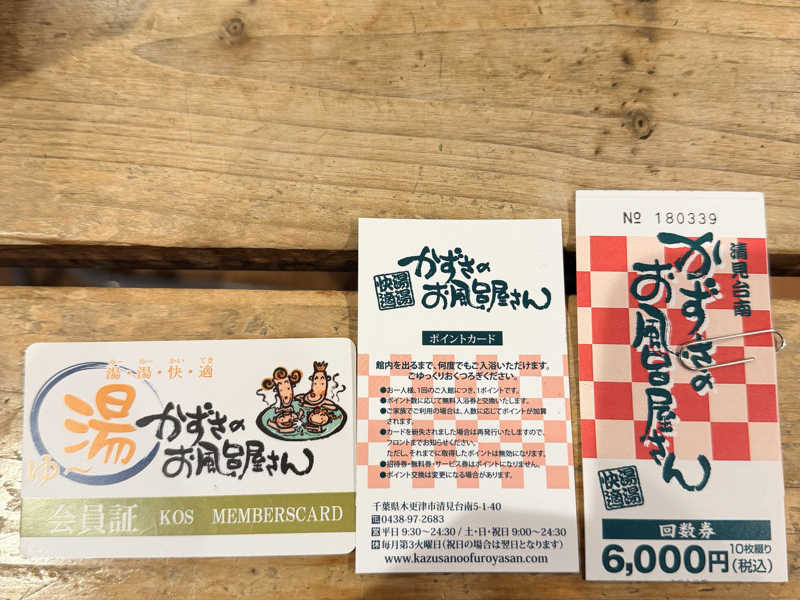 ゆー ゆー かい てき
湯・湯・快・適
湯
ゆ〜
かずさの
お風呂屋さん
会員証 KOS MEMBERSCARD
かずさの
お風呂屋さん
湯湯快適
ポイントカード
館内を出るまで、何度でもご入浴いただけます。
ごゆっくりおくつろぎください。
●お一人様、1回のご入館につき、1ポイントです。
●ポイント数に応じて無料入浴券と交換いたします。
●ご家族でご利用の場合は、人数に応じてポイントが加算
されます。
●カードを紛失されました場合は再発行いたしますので、
フロントまでお知らせください。
ただし、それまでに取得したポイントは無効になります。
●招待券・無料券・サービス券はポイントになりません。
●ポイント交換は変更になる場合があります。
千葉県木更津市清見台南5-1-40
TEL 0438-97-2683
営 平日 9:30〜24:30 / 土・日・祝日 9:00〜24:30
休 毎月第3火曜日(祝日の場合は翌日となります)
www.kazusanoofuroyasan.com
№ 180339
清見台南
かずさの
お風呂屋さん
湯湯快適
回数券
6,000円 10枚綴り
(税込)